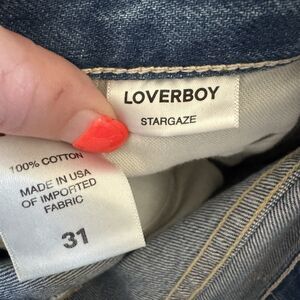 LOVERBOY
STARGAZE
100% COTTON
MADE IN USA
OF IMPORTED
FABRIC
31